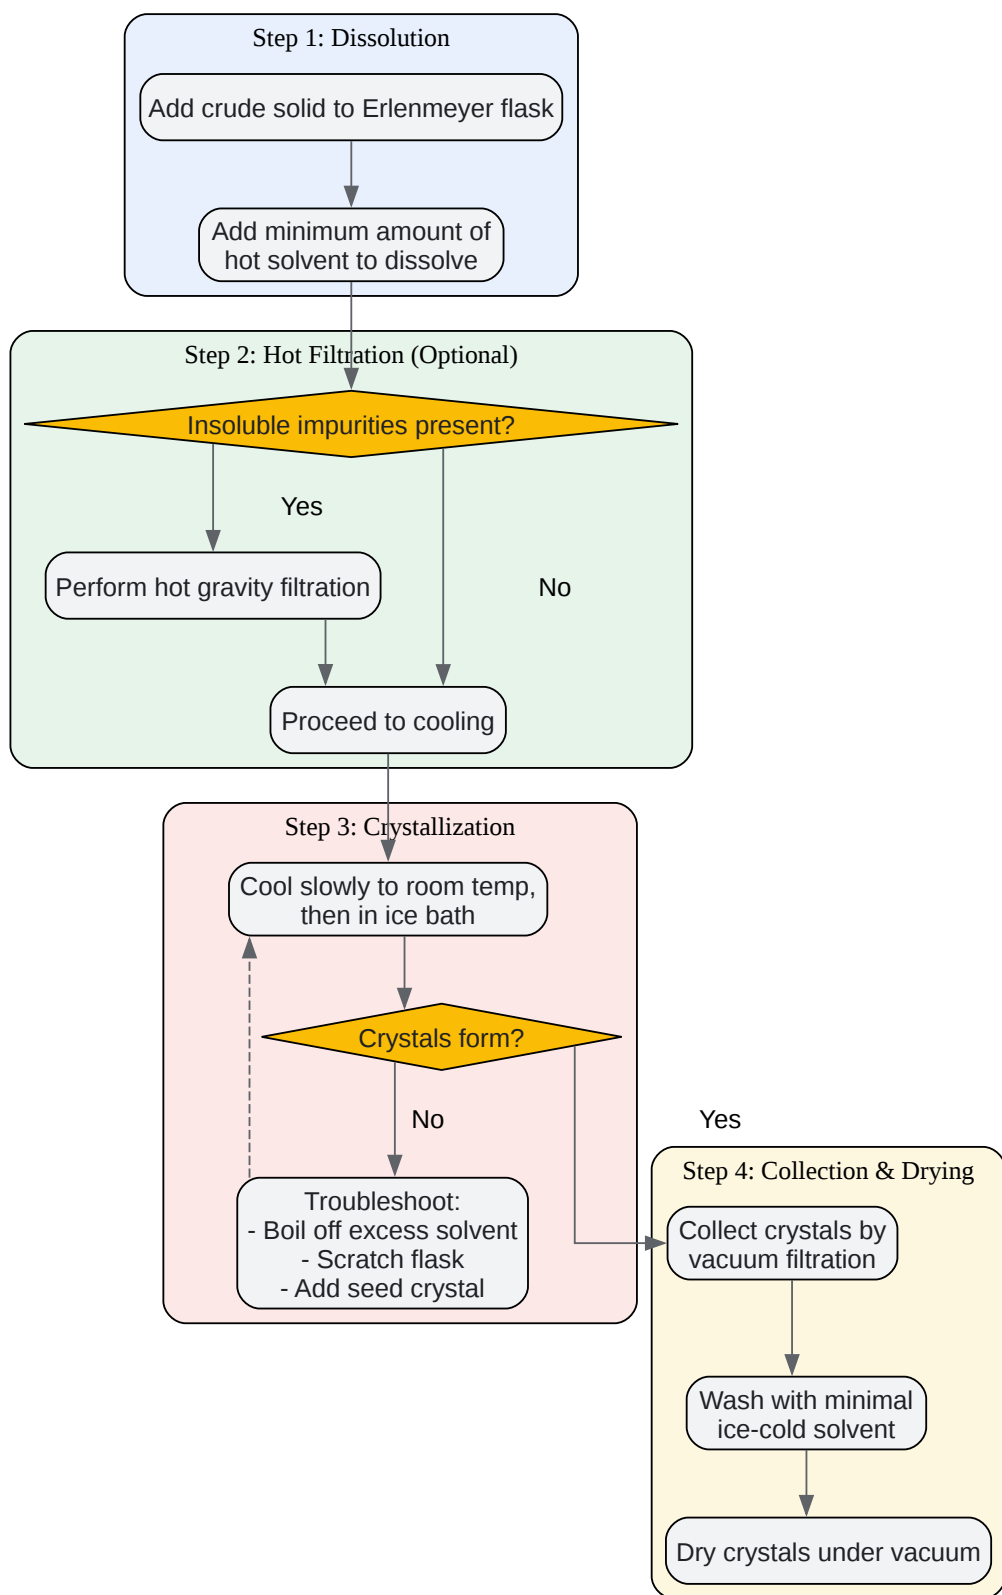 Step 1: Dissolution
Add crude solid to Erlenmeyer flask
Add minimum amount of
hot solvent to dissolve
Step 2: Hot Filtration (Optional)
Insoluble impurities present?
Yes
Perform hot gravity filtration
No
Proceed to cooling
Step 3: Crystallization
Cool slowly to room temp,
then in ice bath
Crystals form?
No
Yes
Troubleshoot:
- Boil off excess solvent
- Scratch flask
- Add seed crystal
Step 4: Collection & Drying
Collect crystals by
vacuum filtration
Wash with minimal
ice-cold solvent
Dry crystals under vacuum